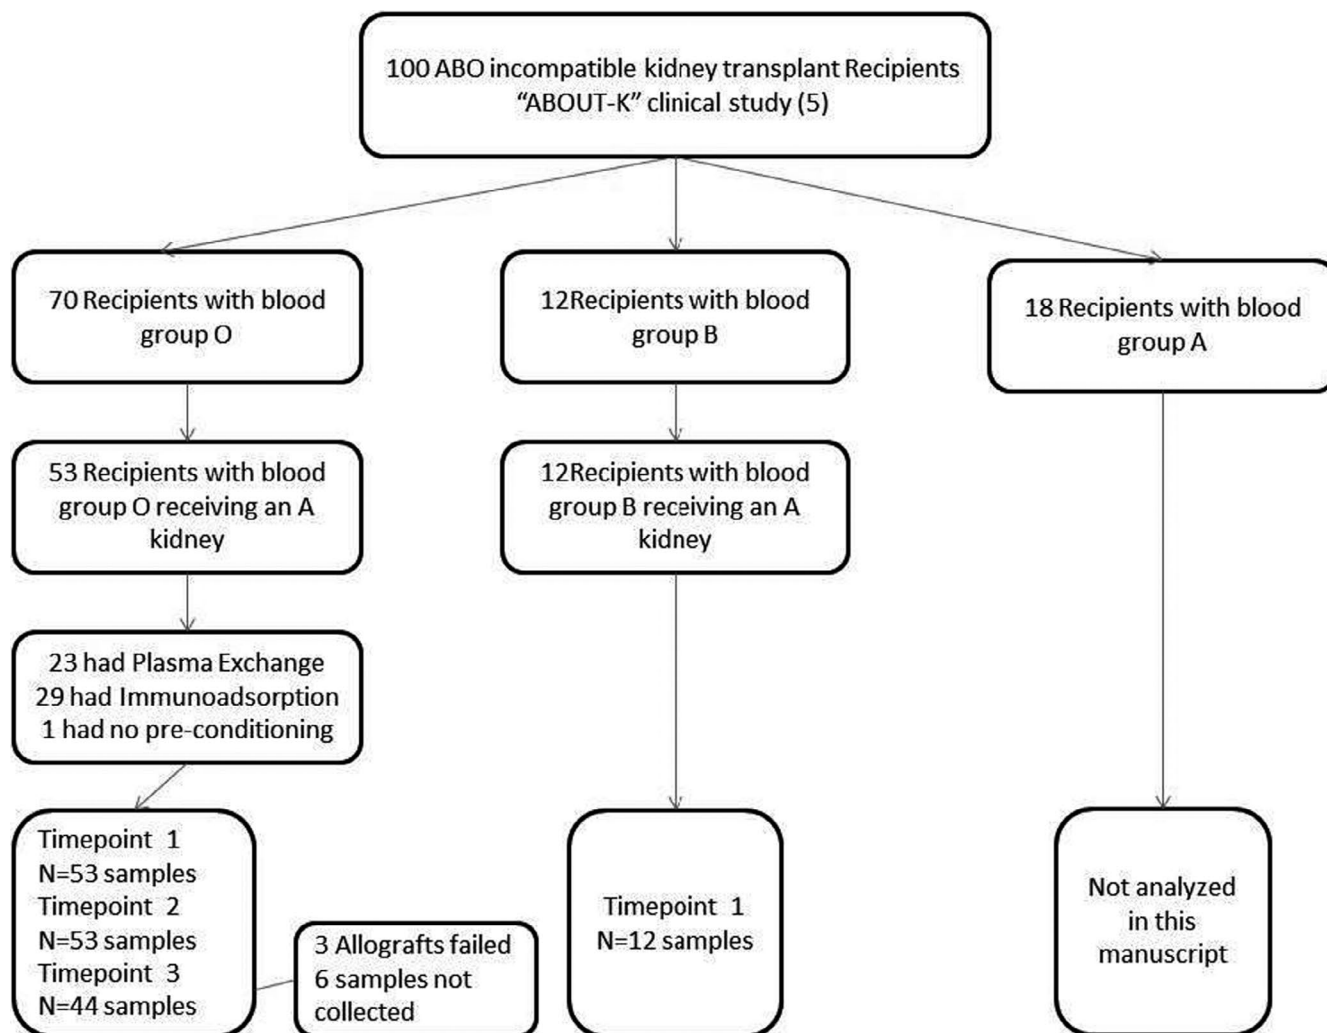 100 ABO incompatible kidney transplant Recipients
“ABOUT-K” clinical study (5)
70 Recipients with blood
group O
12Recipients with blood
group B
18 Recipients with blood
group A
53 Recipients with blood
group O receiving an A
kidney
12Recipients with blood
group B receiving an A
kidney
23 had Plasma Exchange
29 had Immunoadsorption
1 had no pre-conditioning
Timepoint 1
N=53 samples
Timepoint 2
N=53 samples
Timepoint 3
N=44 samples
3 Allografts failed
6 samples not
collected
Timepoint 1
N=12 samples
Not analyzed
in this
manuscript